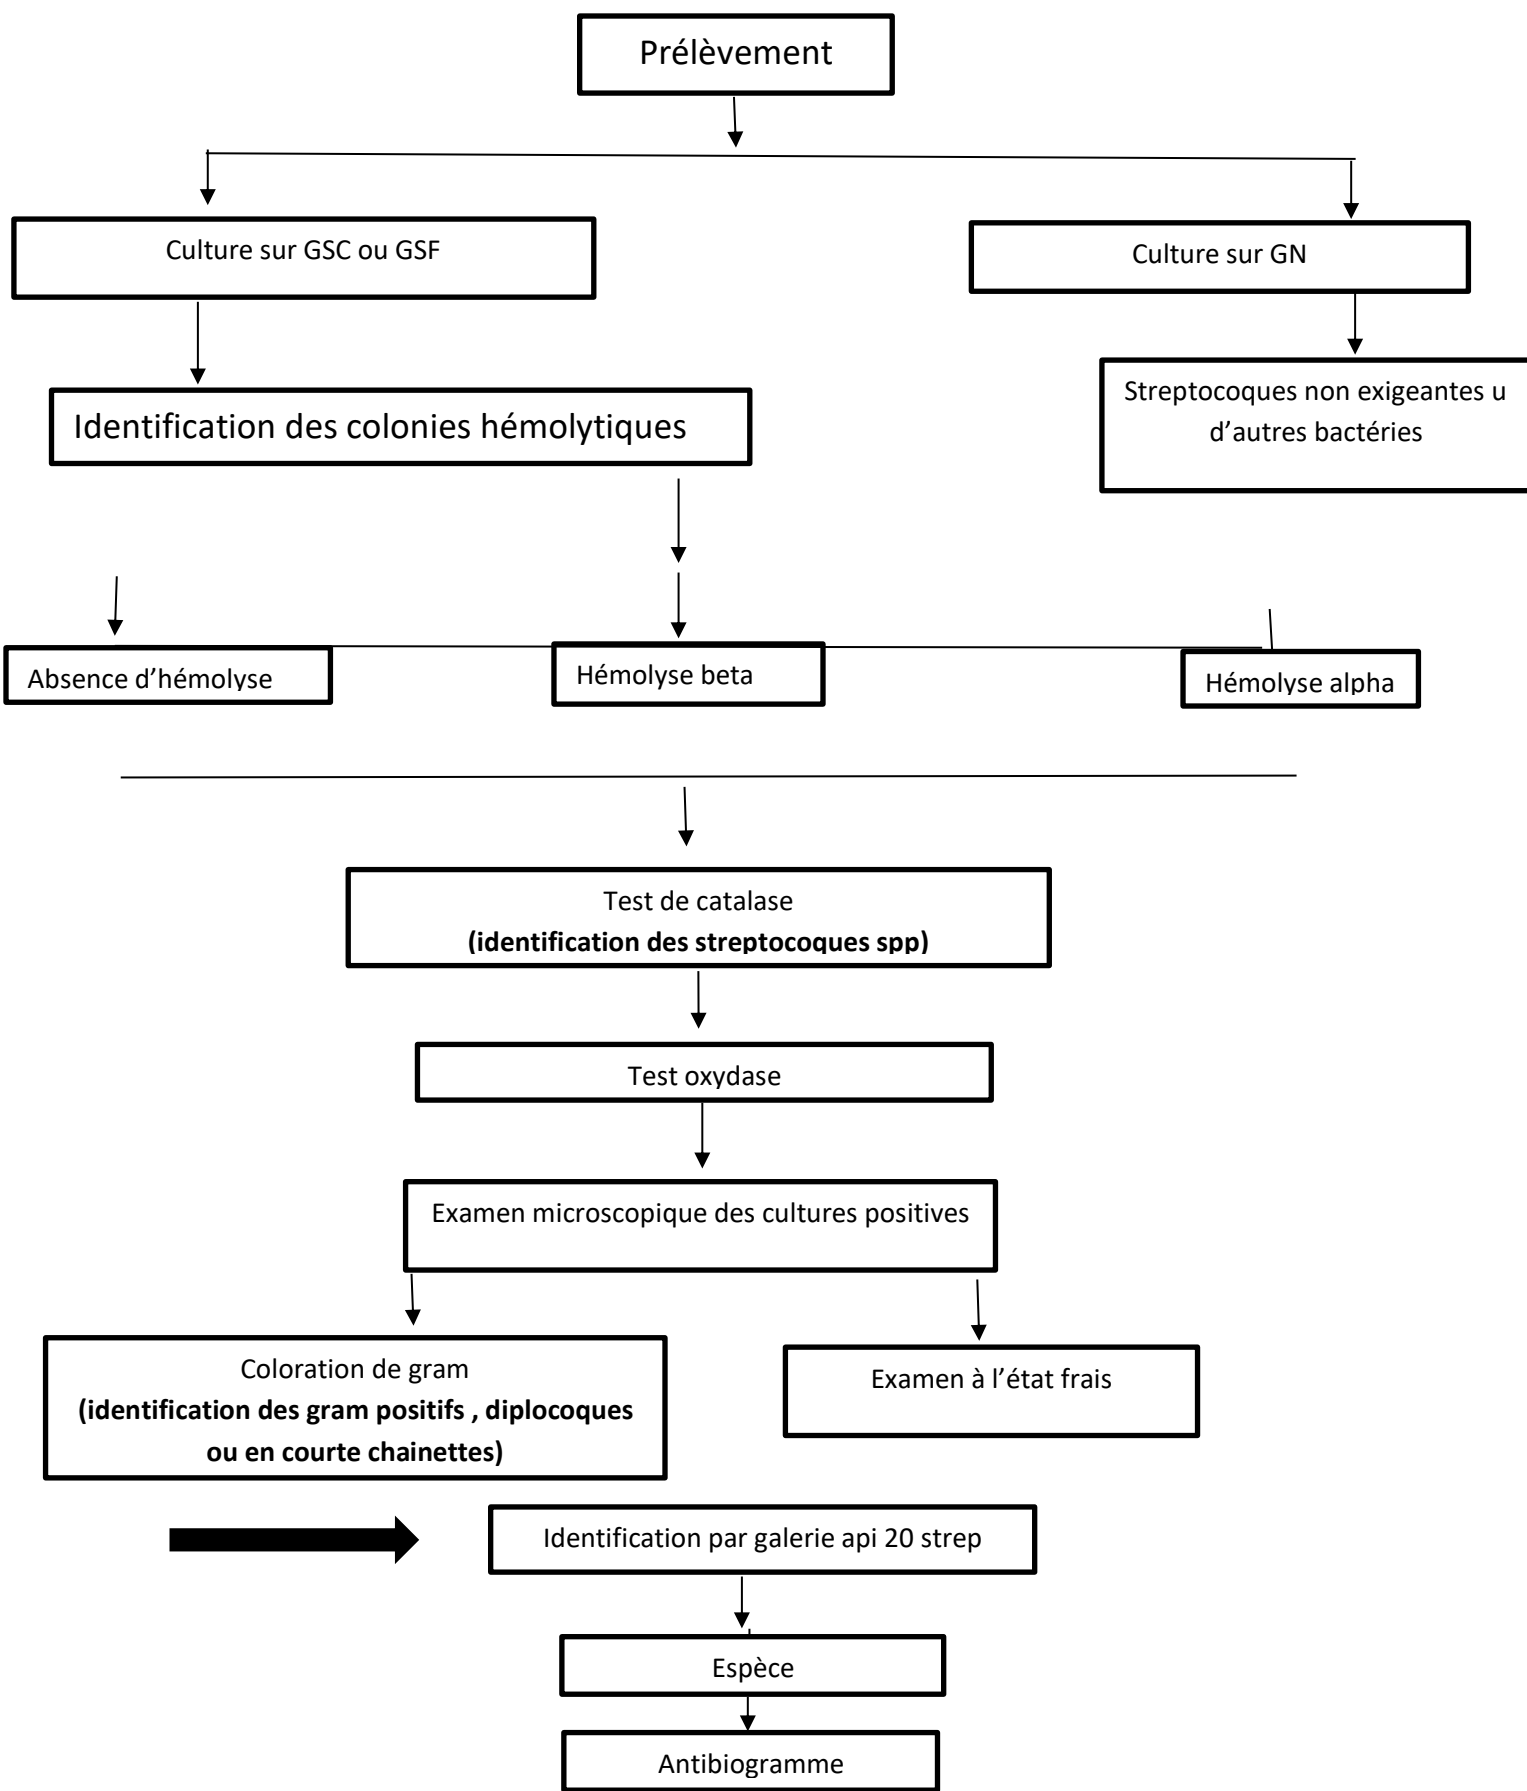 Prélèvement
Culture sur GSC ou GSF
Culture sur GN
Identification des colonies hémolytiques
Streptocoques non exigeantes u
d’autres bactéries
Absence d’hémolyse
Hémolyse beta
Hémolyse alpha
Test de catalase
(identification des streptocoques spp)
Test oxydase
Examen microscopique des cultures positives
Coloration de gram
(identification des gram positifs , diplocoques
ou en courte chainettes)
Examen à l’état frais
Identification par galerie api 20 strep
Espèce
Antibiogramme